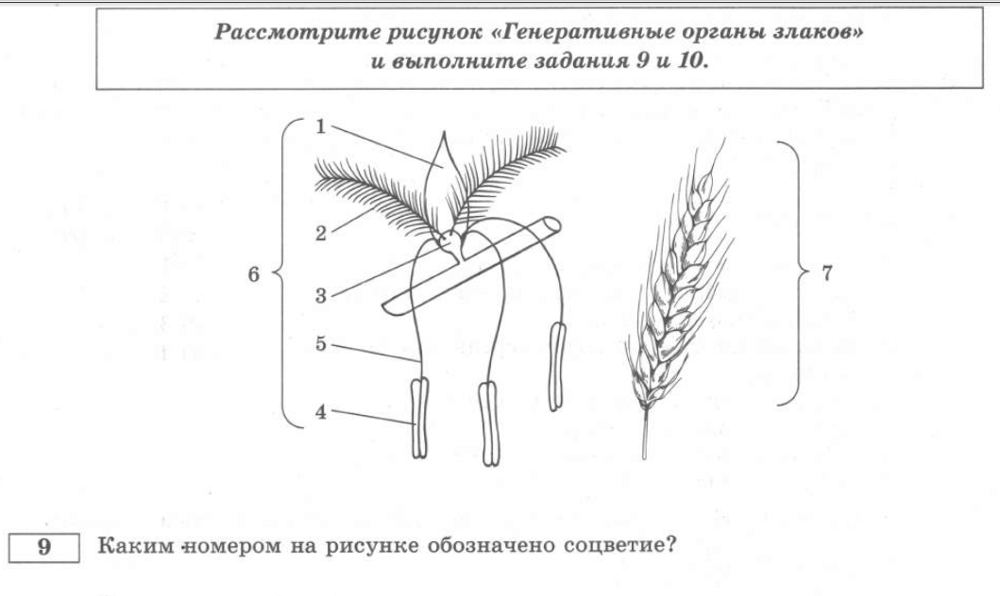 Рассмотрите рисунок «Генеративные органы злаков»
и выполните задания 9 и 10.
1
2
6
7
3
5
4
9 Каким номером на рисунке обозначено соцветие?